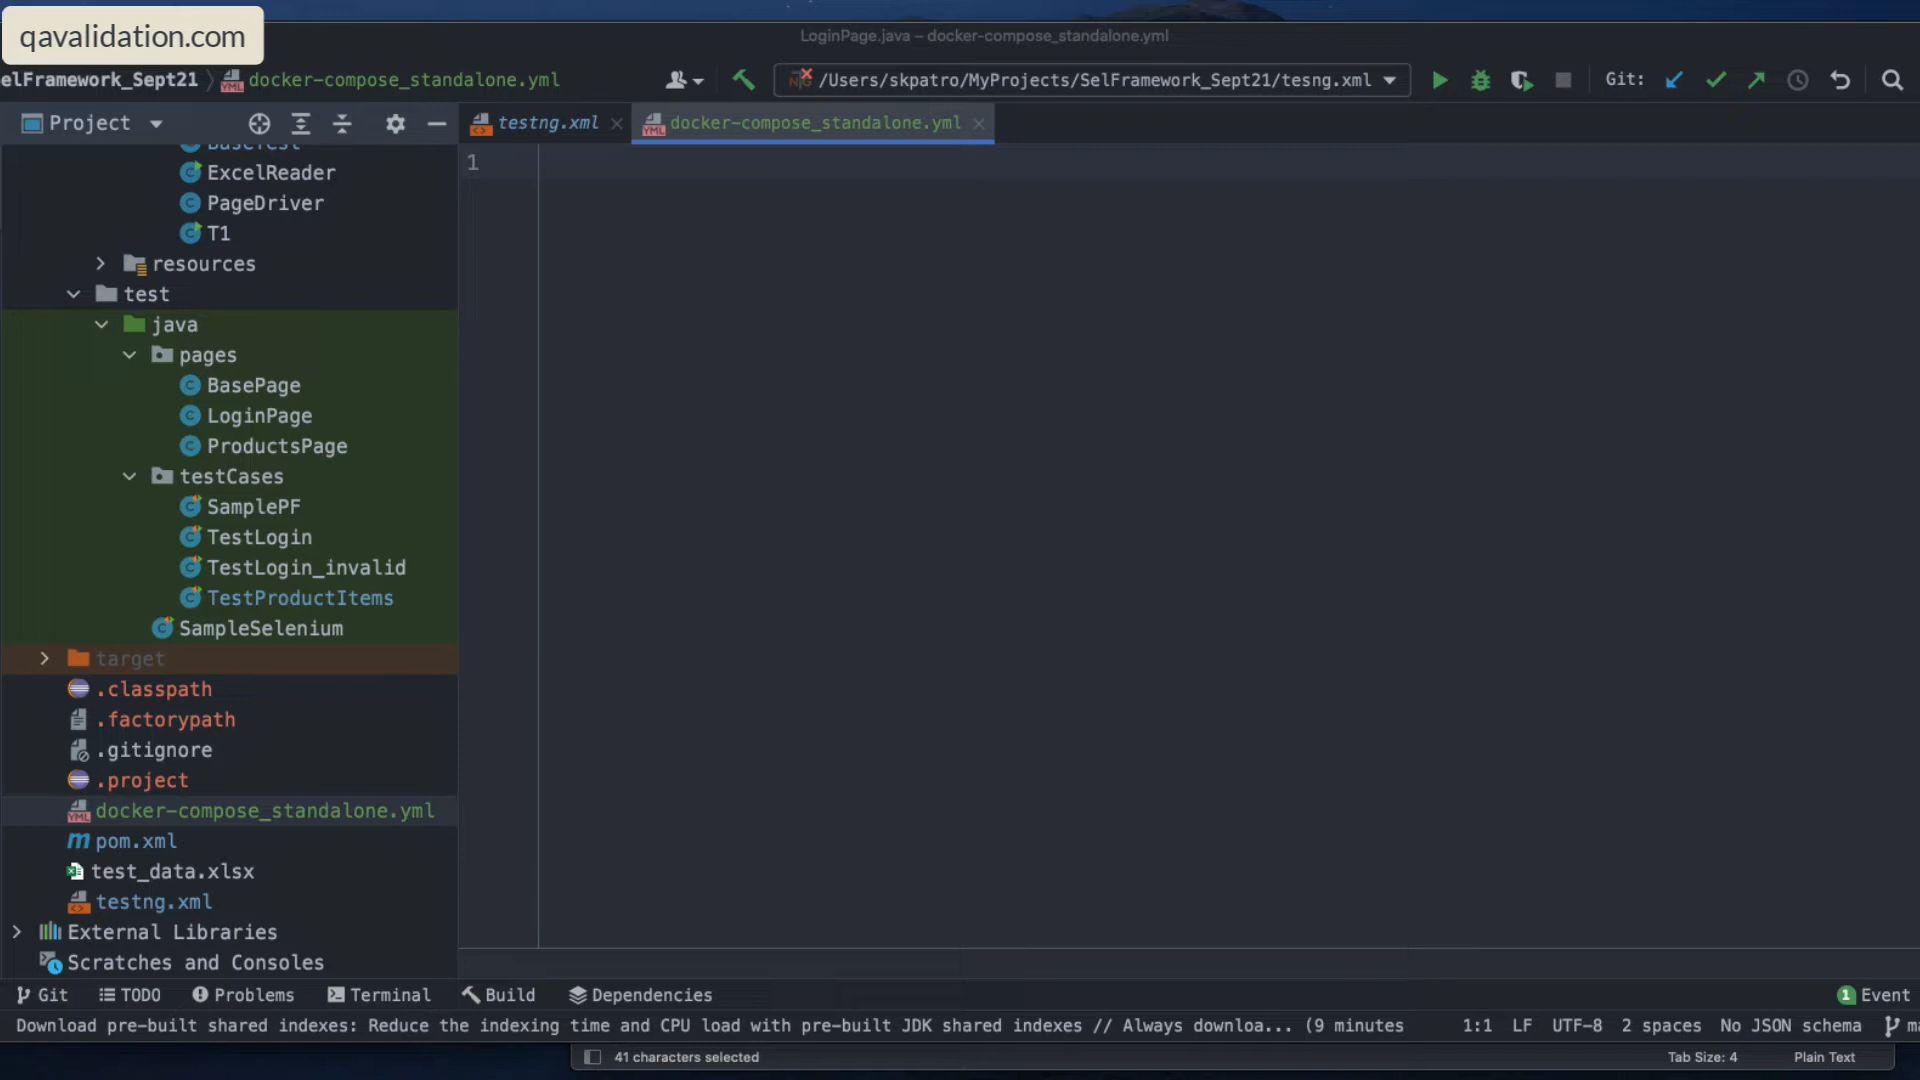 qavalidation.com
LoginPage.java – docker-compose_standalone.yml
elFramework_Sept21 docker-compose_standalone.yml
/Users/skpatro/MyProjects/SelFramework_Sept21/tesng.xml
Git:
Project
testng.xml
docker-compose_standalone.yml
BaseTest
1
ExcelReader
PageDriver
T1
resources
test
java
pages
BasePage
LoginPage
ProductsPage
testCases
SamplePF
TestLogin
TestLogin_invalid
TestProductItems
SampleSelenium
target
.classpath
.factorypath
.gitignore
.project
docker-compose_standalone.yml
pom.xml
test_data.xlsx
testng.xml
External Libraries
Scratches and Consoles
Git TODO Problems Terminal Build Dependencies 1 Event
Download pre-built shared indexes: Reduce the indexing time and CPU load with pre-built JDK shared indexes // Always downloa... (9 minutes 1:1 LF UTF-8 2 spaces No JSON schema
41 characters selected Tab Size: 4 Plain Text